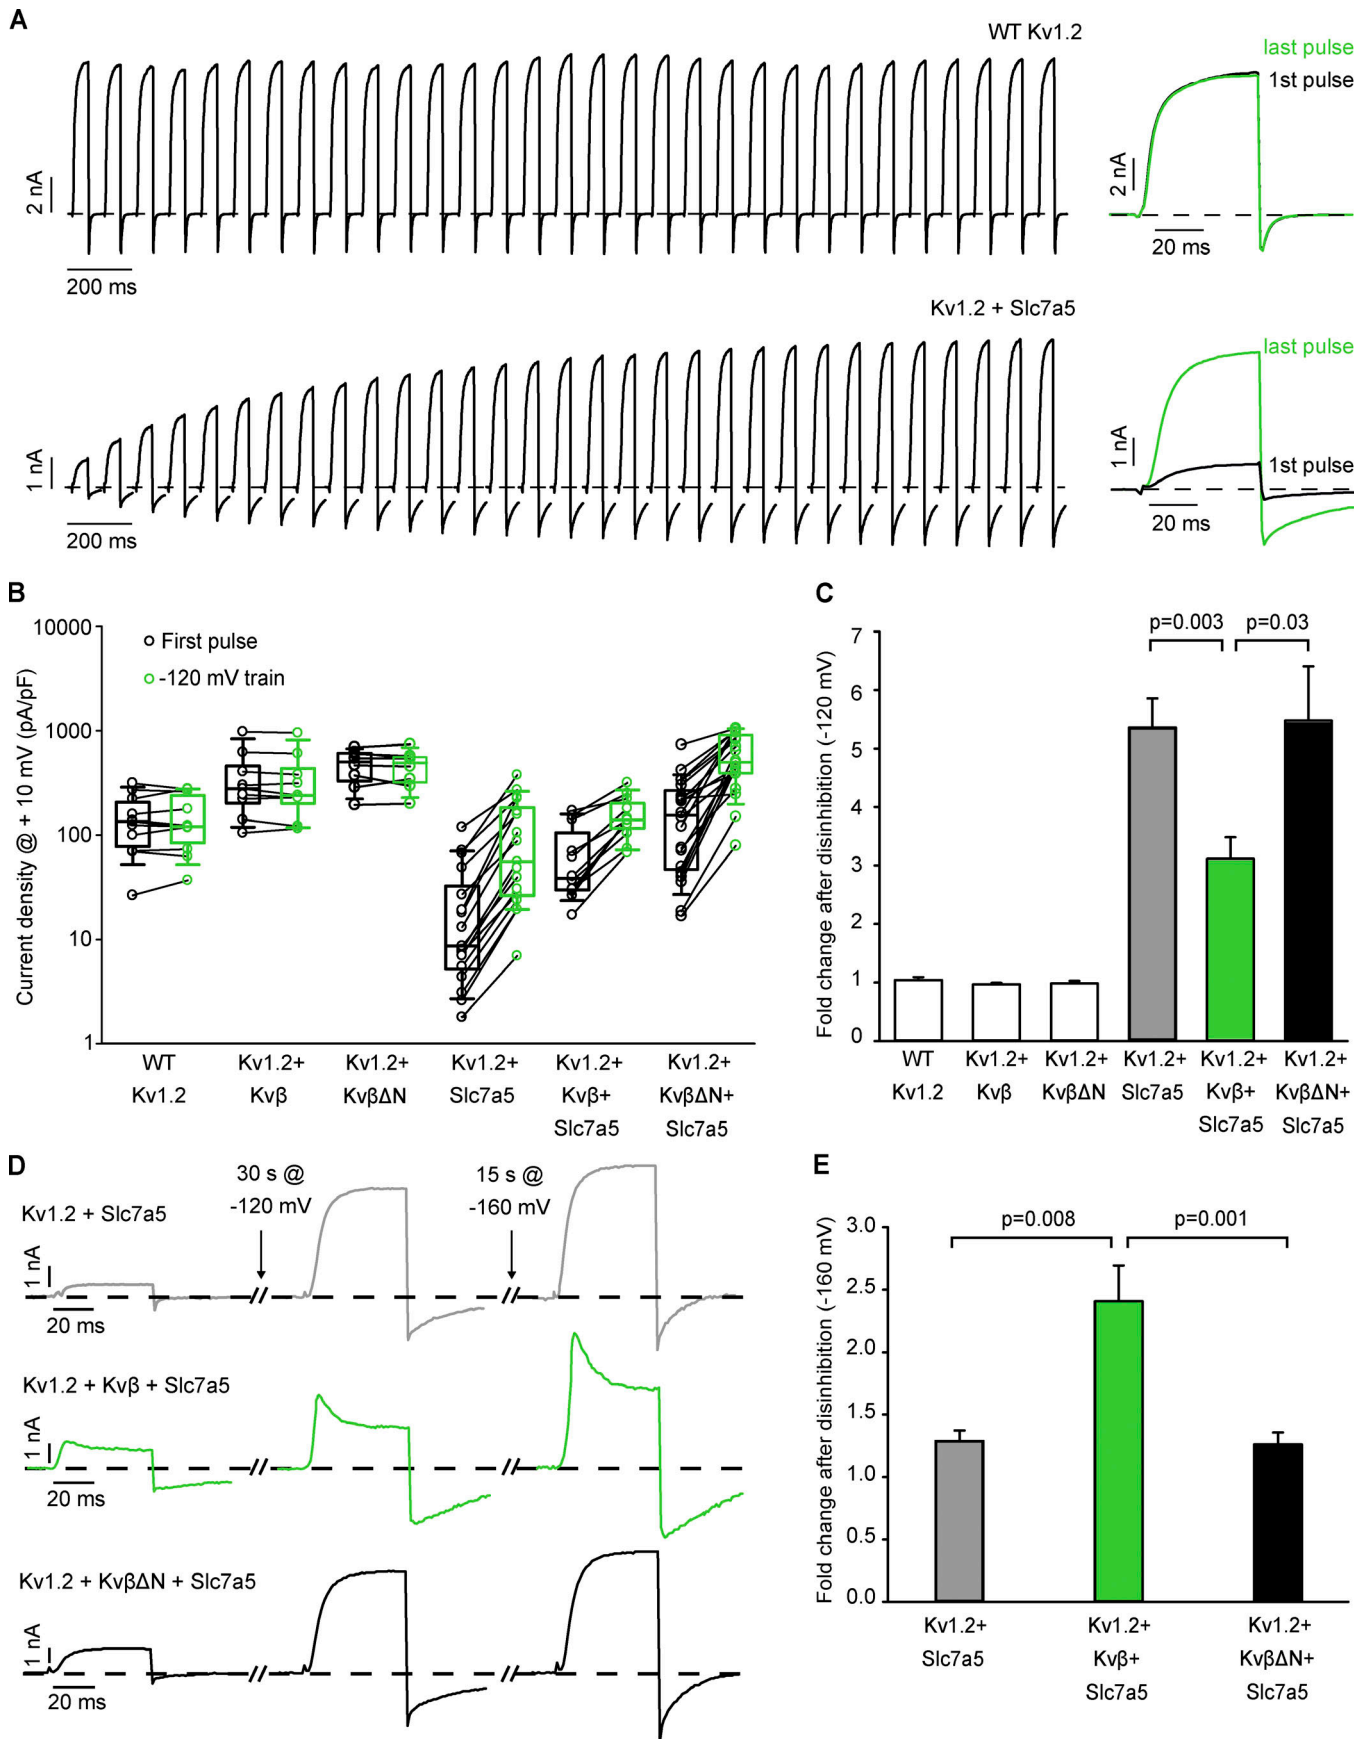 A
WT Kv1.2
last pulse
1st pulse
2 nA
200 ms
2 nA
20 ms
Kv1.2 + Slc7a5
last pulse
1st pulse
1 nA
200 ms
1 nA
20 ms
B
Current density @ + 10 mV (pA/pF)
10000
1000
100
10
1
First pulse
-120 mV train
WT
Kv1.2
Kv1.2+
Kvβ
Kv1.2+
KvβΔN
Kv1.2+
Slc7a5
Kv1.2+
Kvβ+
Slc7a5
Kv1.2+
KvβΔN+
Slc7a5
C
Fold change after disinhibition (-120 mV)
7
6
5
4
3
2
1
0
p=0.003
p=0.03
WT
Kv1.2
Kv1.2+
Kvβ
Kv1.2+
KvβΔN
Kv1.2+
Slc7a5
Kv1.2+
Kvβ+
Slc7a5
Kv1.2+
KvβΔN+
Slc7a5
D
30 s @
-120 mV
15 s @
-160 mV
Kv1.2 + Slc7a5
1 nA
20 ms
Kv1.2 + Kvβ + Slc7a5
1 nA
20 ms
Kv1.2 + KvβΔN + Slc7a5
1 nA
20 ms
E
Fold change after disinhibition (-160 mV)
3.0
2.5
2.0
1.5
1.0
0.5
0.0
p=0.008
p=0.001
Kv1.2+
Slc7a5
Kv1.2+
Kvβ+
Slc7a5
Kv1.2+
KvβΔN+
Slc7a5